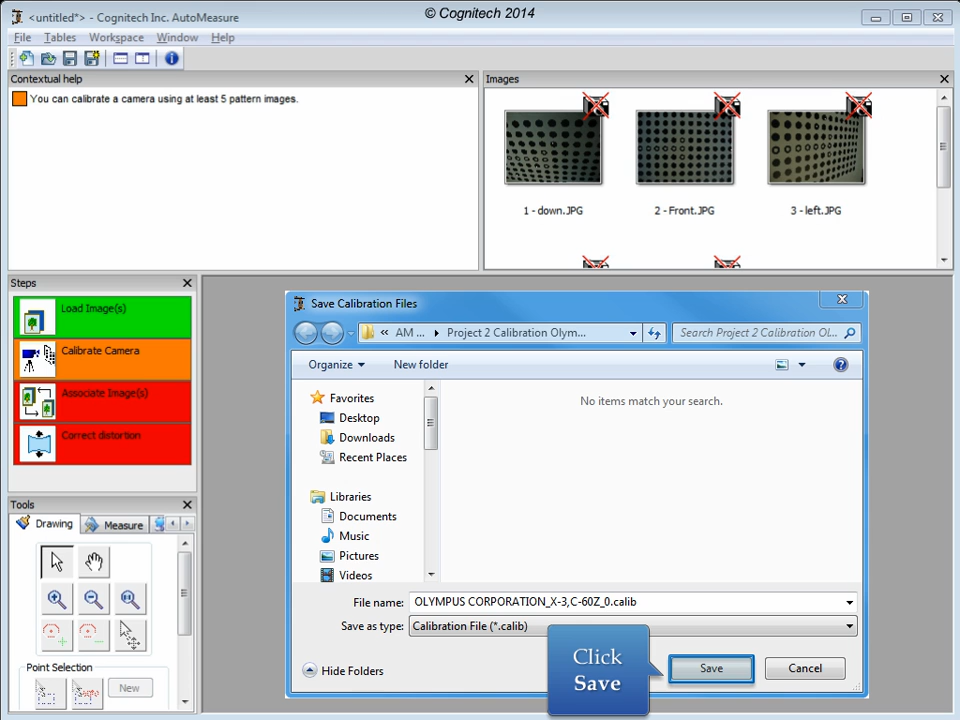 © Cognitech 2014
<untitled*> - Cognitech Inc. AutoMeasure
File Tables Workspace Window Help
Contextual help
You can calibrate a camera using at least 5 pattern images.
Images
1 - down.JPG
2 - Front.JPG
3 - left.JPG
Steps
Load Image(s)
Calibrate Camera
Associate Image(s)
Correct distortion
Tools
Drawing
Measure
Point Selection
New
Save Calibration Files
« AM ... Project 2 Calibration Olym...
Search Project 2 Calibration OL...
Organize
New folder
Favorites
Desktop
Downloads
Recent Places
Libraries
Documents
Music
Pictures
Videos
No items match your search.
File name: OLYMPUS CORPORATION_X-3,C-60Z_0.calib
Save as type: Calibration File (*.calib)
Hide Folders
Click
Save
Save
Cancel